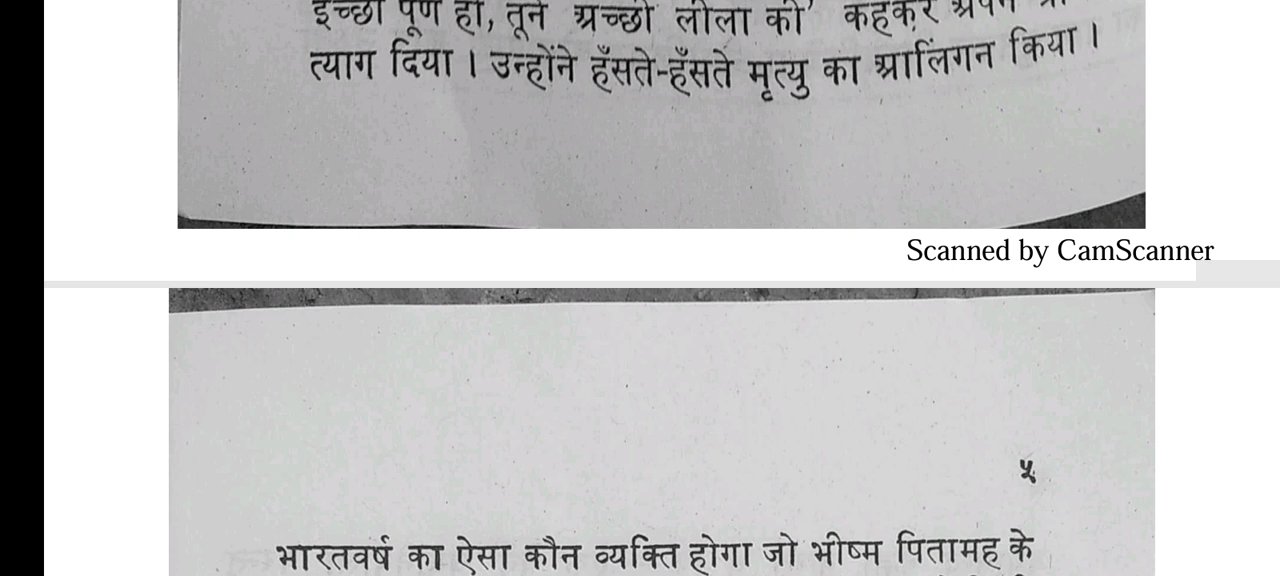 इच्छा पूर्ण हो, तूने अच्छी लीला की' कहकर अपने
त्याग दिया । उन्होंने हँसते-हँसते मृत्यु का आलिंगन किया ।
Scanned by CamScanner
५
भारतवर्ष का ऐसा कौन व्यक्ति होगा जो भीष्म पितामह के